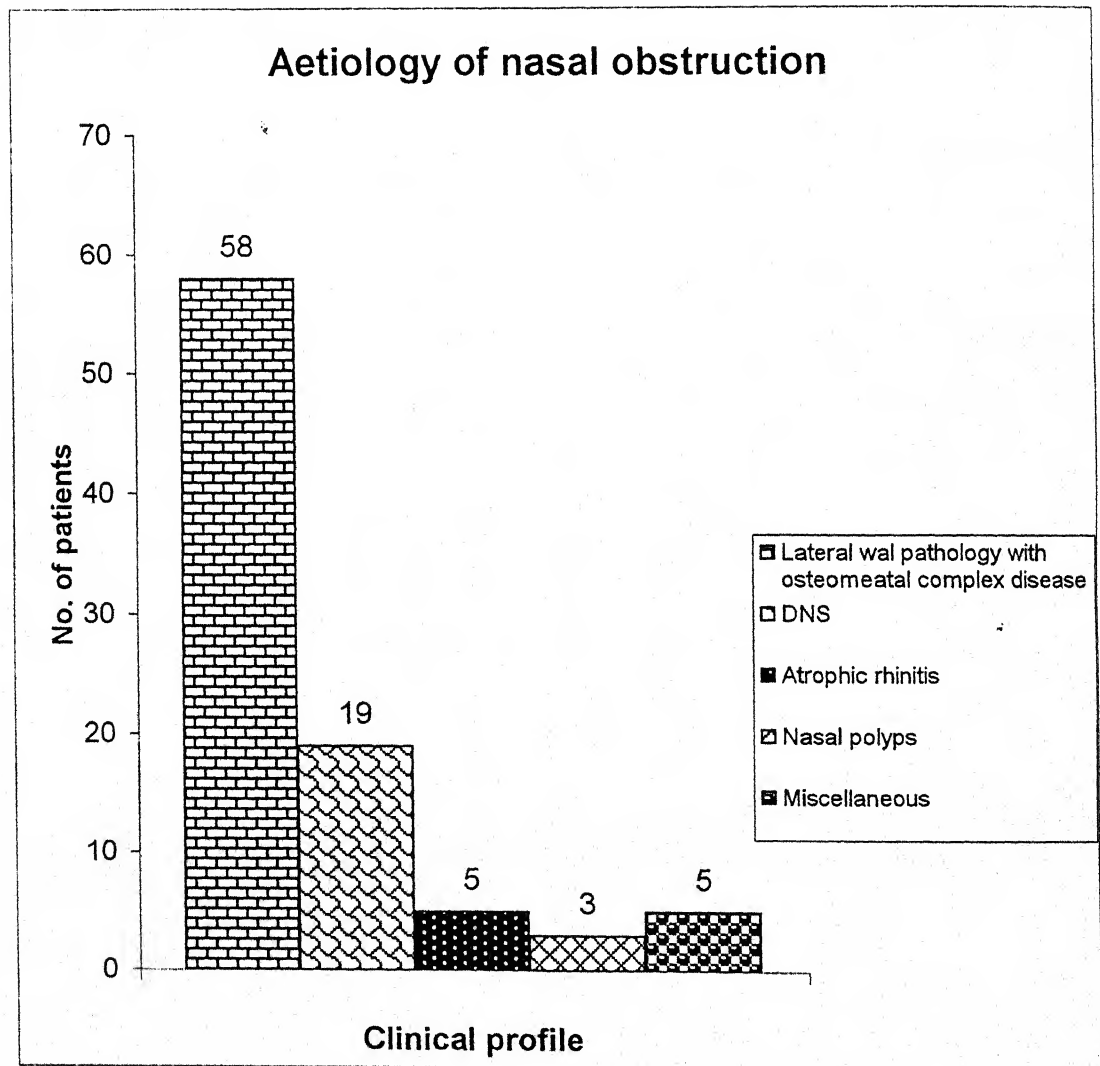 Aetiology of nasal obstruction
70
60
50
40
30
20
10
0
No. of patients
58
19
5
3
5
Clinical profile
Lateral wal pathology with
osteomeatal complex disease
DNS
Atrophic rhinitis
Nasal polyps
Miscellaneous